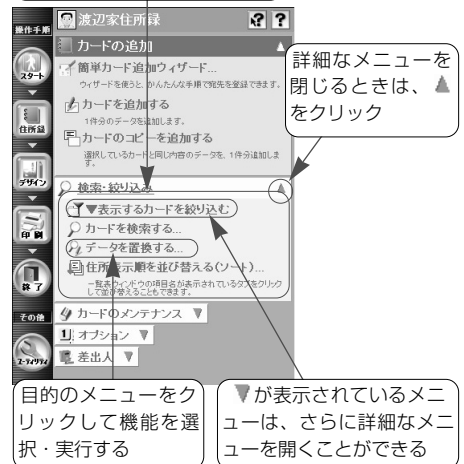 渡辺家住所録
操作手順
カードの追加
スタート
簡単カード追加ウィザード...
ウィザードを使うと、かんたんな手順で宛先を登録できます。
カードを追加する
1件分のデータを追加します。
カードのコピーを追加する
選択しているカードと同じ内容のデータを、1件分追加しま
す。
住所録
デザイン
検索・絞り込み
▼表示するカードを絞り込む
カードを検索する...
データを置換する...
住所表示順を並び替える(ソート)...
一覧表ウィンドウの項目名が表示されているタブをクリック
して並び替えることもできます。
印刷
終了
その他
カードのメンテナンス ▼
オプション ▼
差出人 ▼
ユーティリティ
詳細なメニューを
閉じるときは、▲
をクリック
目的のメニューをク
リックして機能を選
択・実行する
▼が表示されているメニ
ューは、さらに詳細なメニ
ューを開くことができる